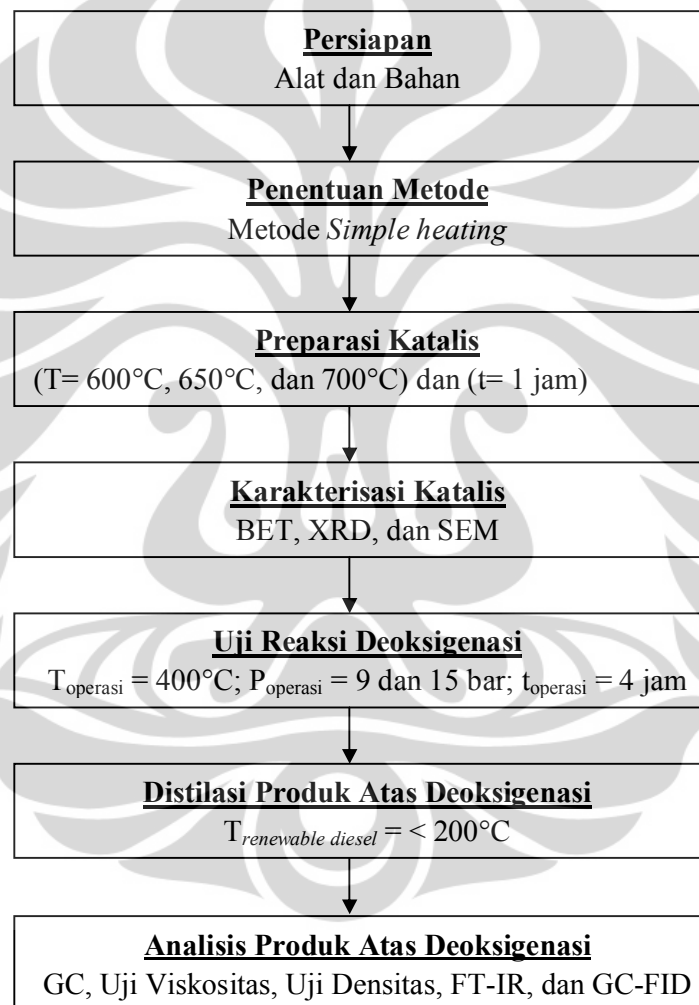 Persiapan
Alat dan Bahan
Penentuan Metode
Metode Simple heating
Preparasi Katalis
(T= 600°C, 650°C, dan 700°C) dan (t= 1 jam)
Karakterisasi Katalis
BET, XRD, dan SEM
Uji Reaksi Deoksigenasi
Toperasi = 400°C; Poperasi = 9 dan 15 bar; toperasi = 4 jam
Distilasi Produk Atas Deoksigenasi
Trenewable diesel = < 200°C
Analisis Produk Atas Deoksigenasi
GC, Uji Viskositas, Uji Densitas, FT-IR, dan GC-FID